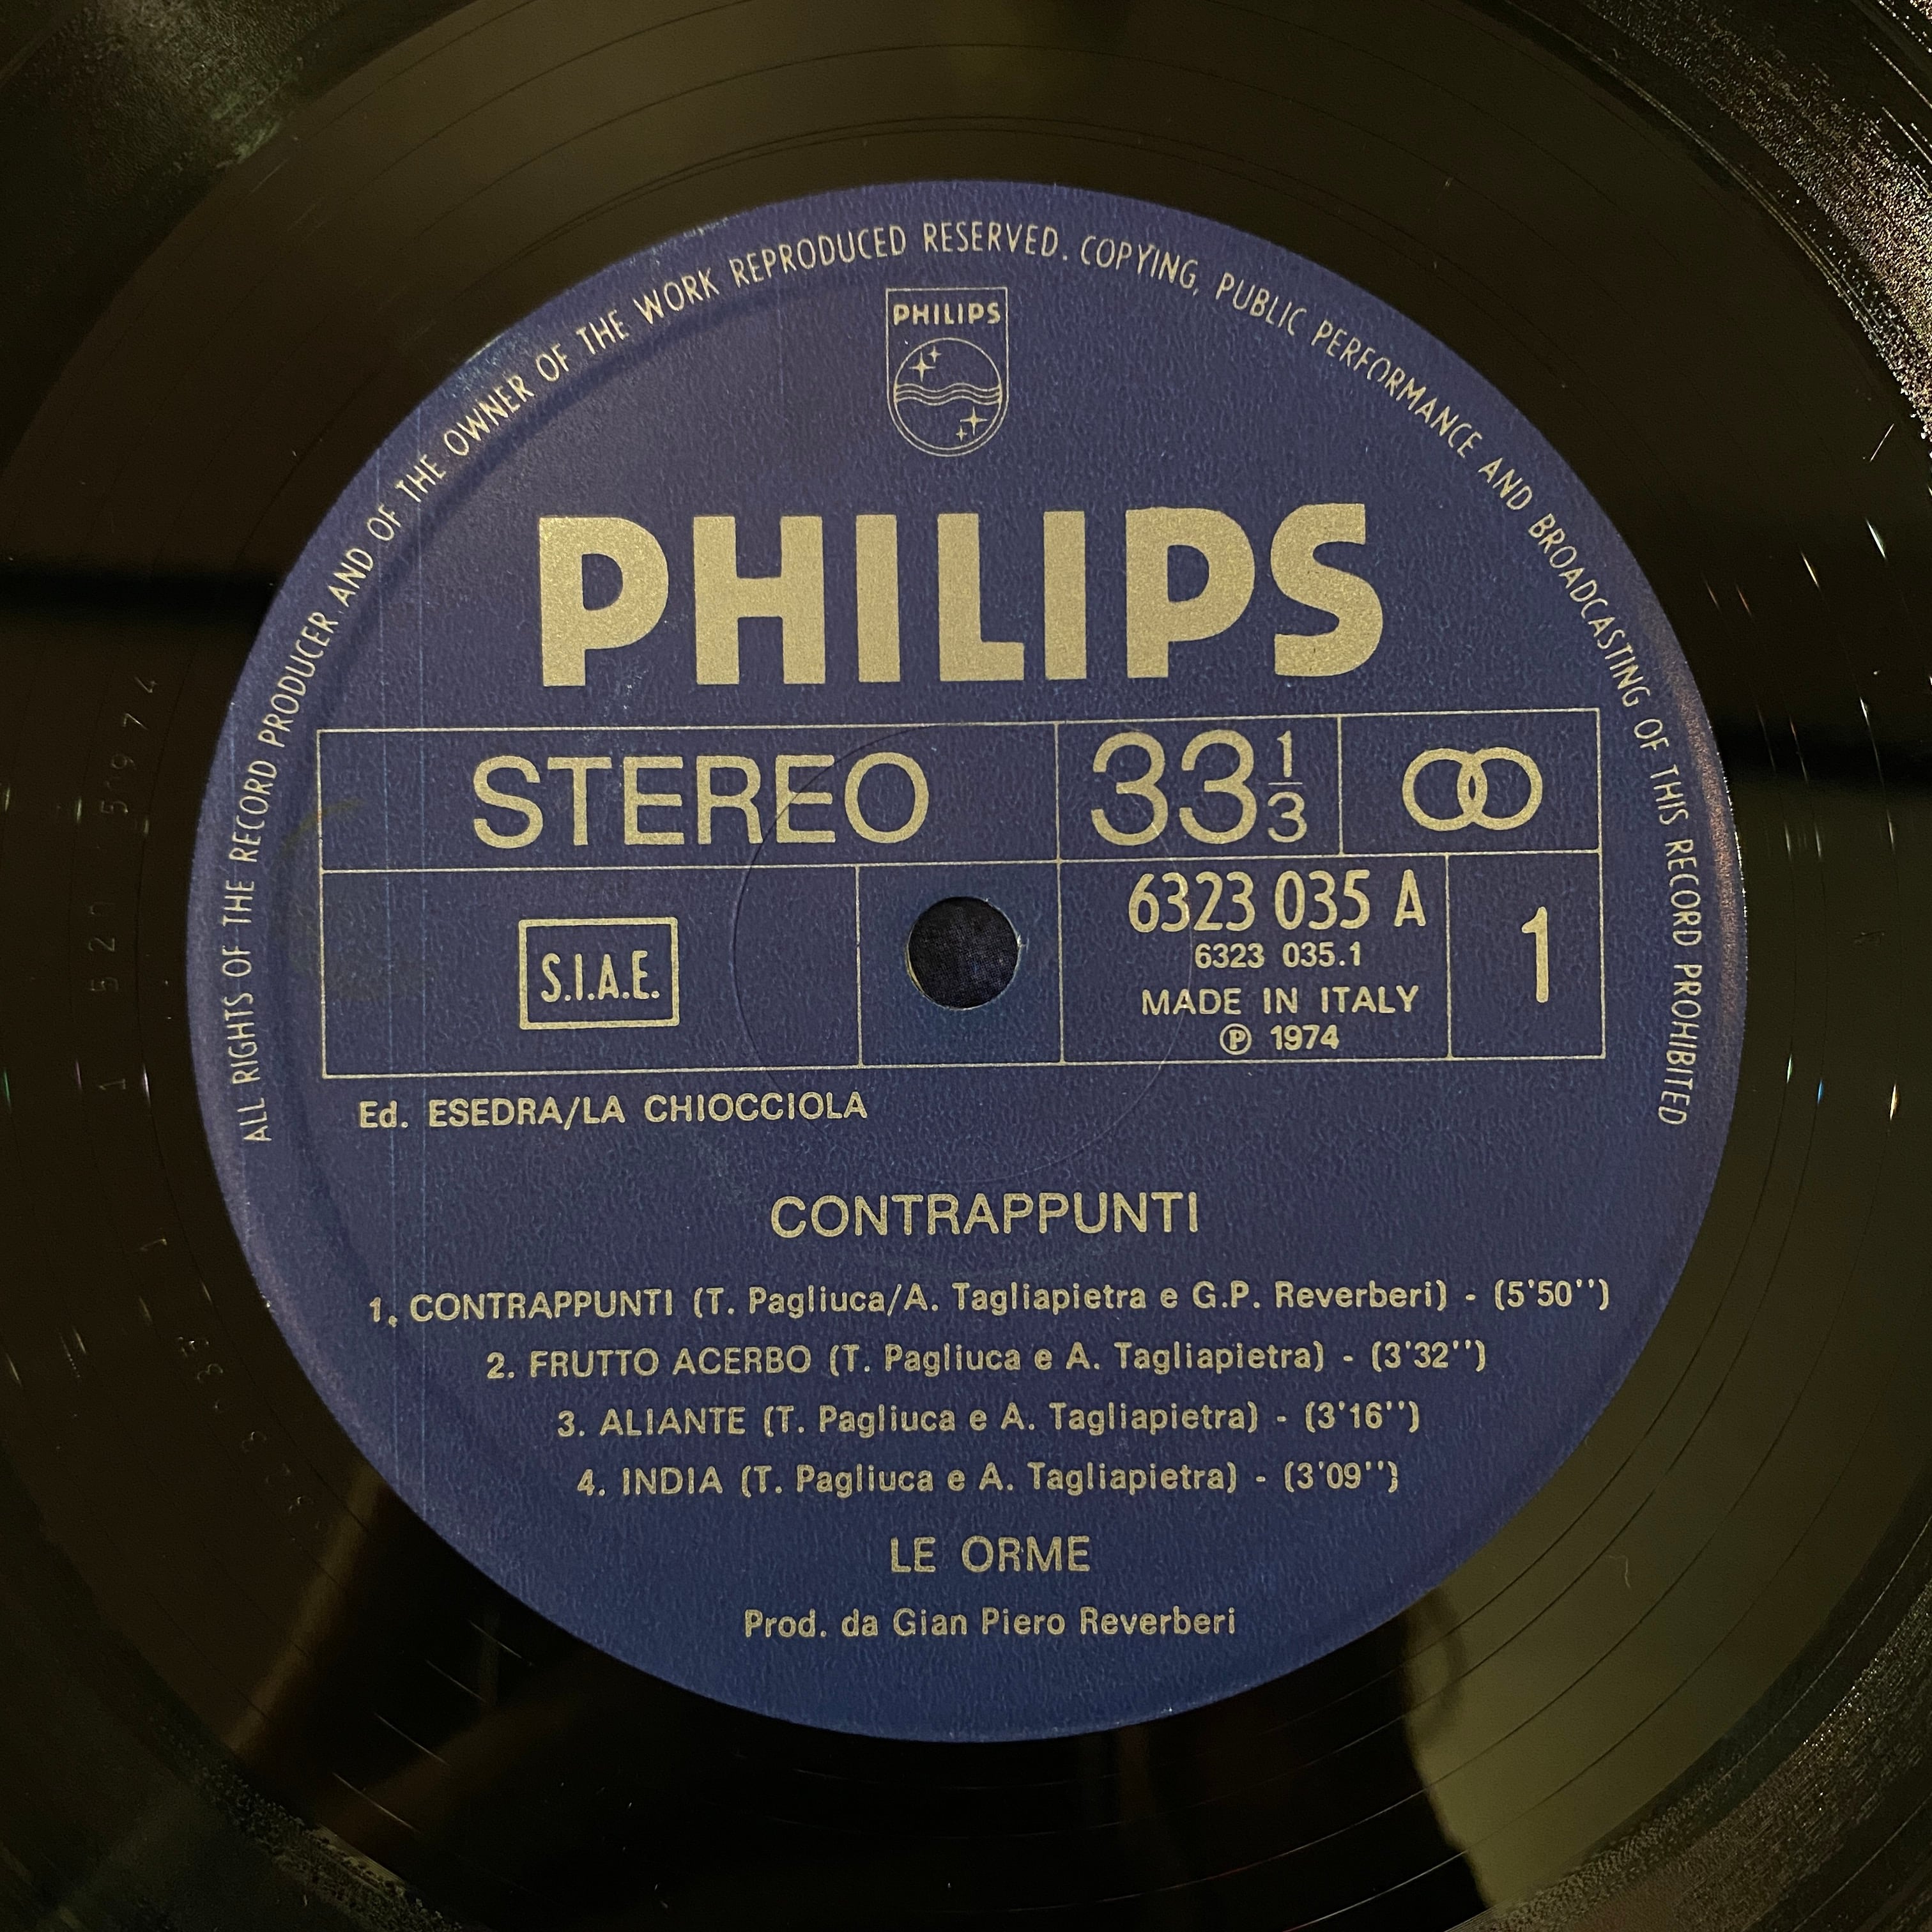 ALL RIGHTS OF THE RECORD PRODUCER AND OF THE OWNER OF THE WORK REPRODUCED RESERVED. COPYING, PUBLIC PERFORMANCE AND BROADCASTING OF THIS RECORD PROHIBITED
PHILIPS
PHILIPS
STEREO 33 1/3
S.I.A.E.
6323 035 A
6323 035.1
MADE IN ITALY
℗ 1974
1
Ed. ESEDRA/LA CHIOCCIOLA
CONTRAPPUNTI
1. CONTRAPPUNTI (T. Pagliuca/A. Tagliapietra e G.P. Reverberi) - (5'50'')
2. FRUTTO ACERBO (T. Pagliuca e A. Tagliapietra) - (3'32'')
3. ALIANTE (T. Pagliuca e A. Tagliapietra) - (3'16'')
4. INDIA (T. Pagliuca e A. Tagliapietra) - (3'09'')
LE ORME
Prod. da Gian Piero Reverberi